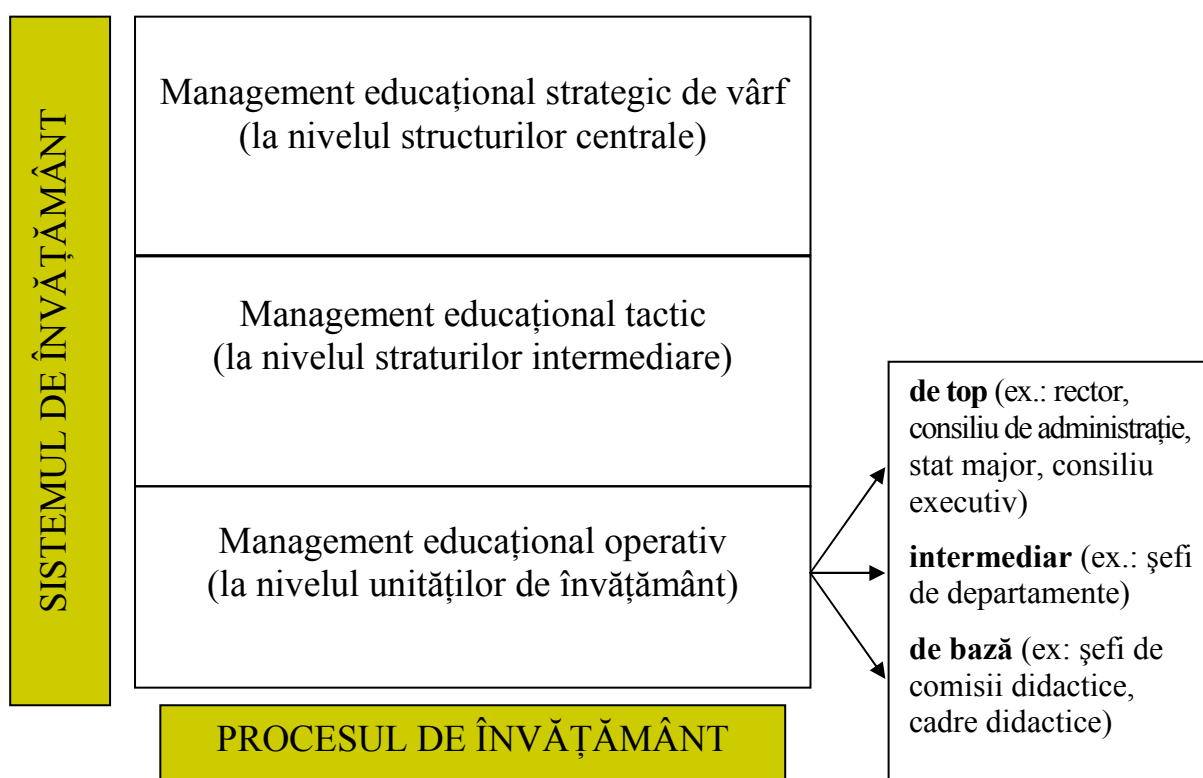 SISTEMUL DE ÎNVĂȚĂMÂNT
Management educațional strategic de vârf
(la nivelul structurilor centrale)
Management educațional tactic
(la nivelul straturilor intermediare)
Management educațional operativ
(la nivelul unităților de învățământ)
de top (ex.: rector,
consiliu de administrație,
stat major, consiliu
executiv)
intermediar (ex.: şefi
de departamente)
de bază (ex: şefi de
comisii didactice,
cadre didactice)
PROCESUL DE ÎNVĂȚĂMÂNT